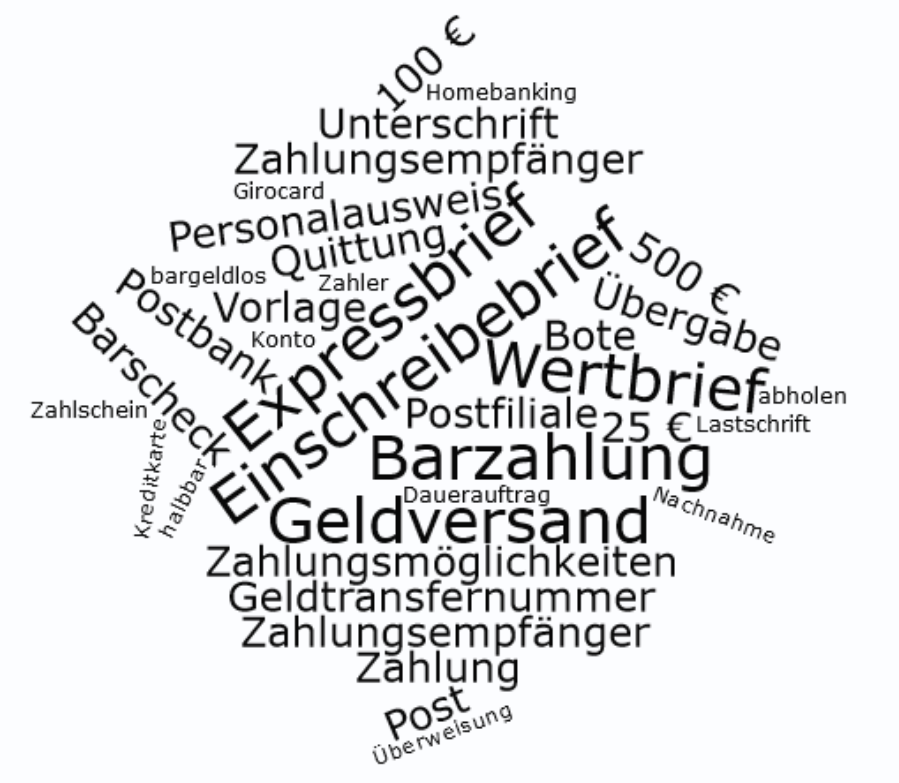 100 €
Homebanking
Unterschrift
Zahlungsempfänger
Girocard
Personalausweis
Quittung
Expressbrief
Einschreibebrief
500 €
bargeldlos
Zahler
Postbank
Vorlage
Übergabe
Barscheck
Konto
Bote
Wertbrief
abholen
Zahlschein
Postfiliale
25 €
Lastschrift
Kreditkarte
halbbar
Barzahlung
Dauerauftrag
Nachnahme
Geldversand
Zahlungsmöglichkeiten
Geldtransfernummer
Zahlungsempfänger
Zahlung
Post
Überweisung